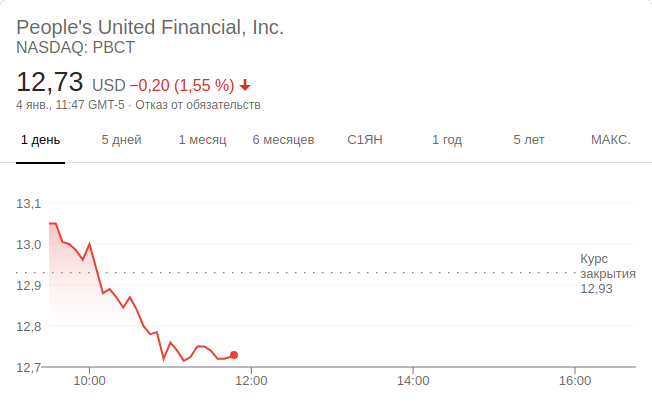 People's United Financial, Inc.
NASDAQ: PBCT
12,73 USD −0,20 (1,55 %)
4 янв., 11:47 GMT-5 · Отказ от обязательств
1 день 5 дней 1 месяц 6 месяцев С1ЯН 1 год 5 лет МАКС.
13,1
13,0
Курс
закрытия
12,9
12,93
12,8
12,7
10:00 12:00 14:00 16:00